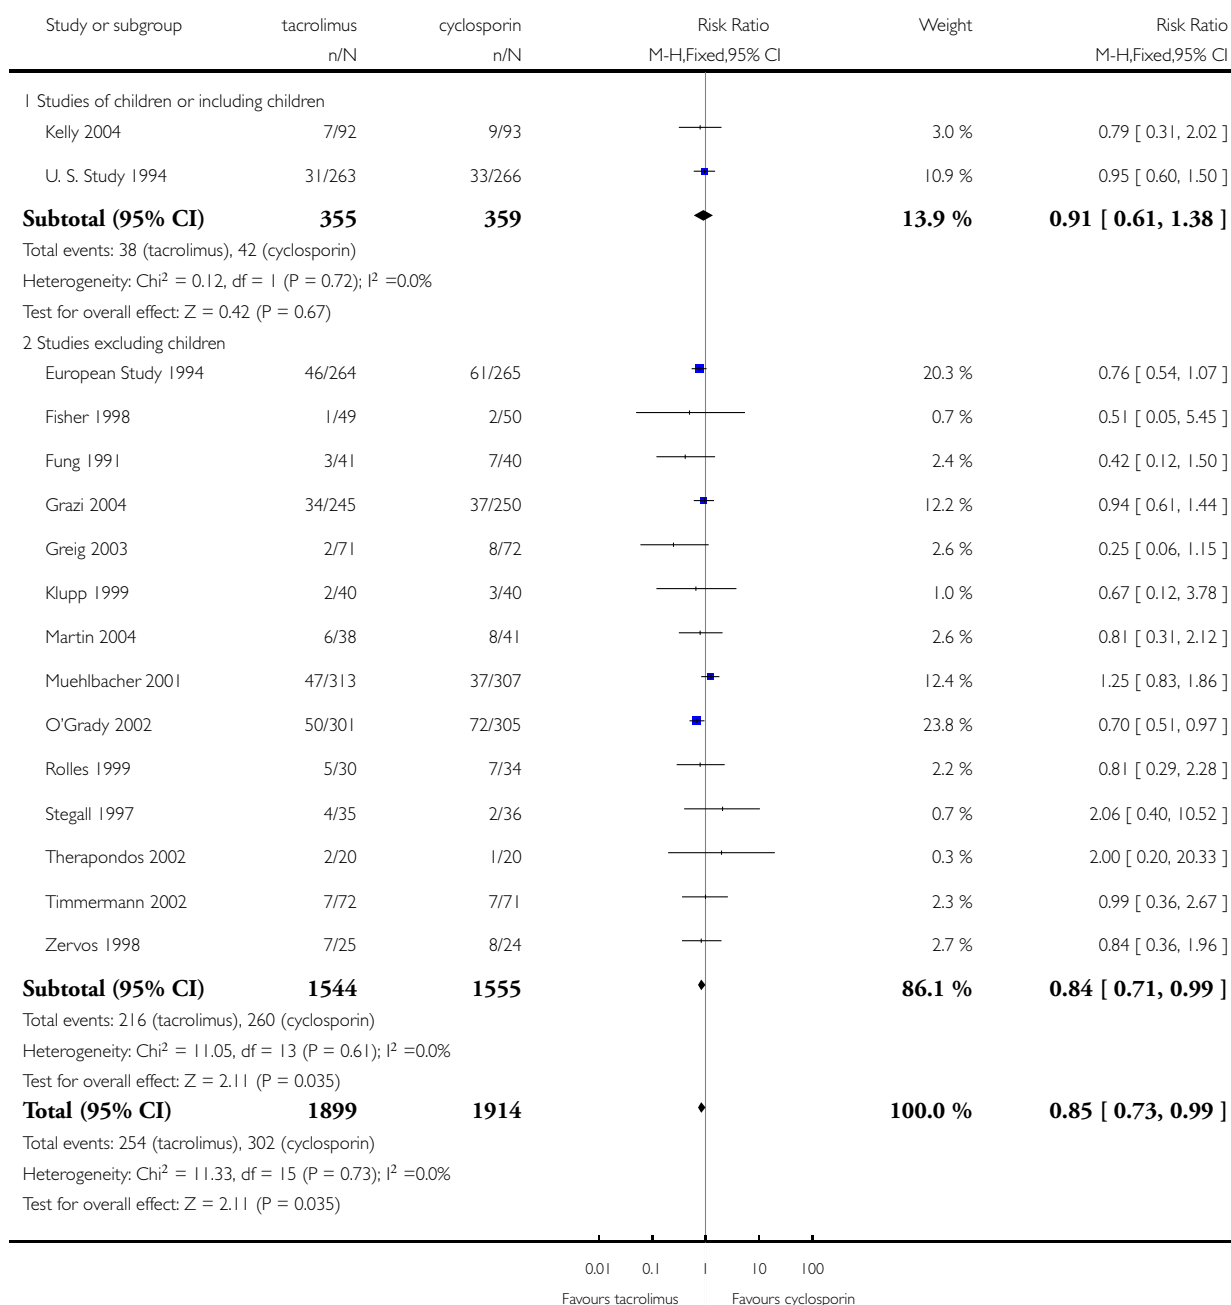 Study or subgroup tacrolimus cyclosporin Risk Ratio Weight Risk Ratio
n/N n/N M-H,Fixed,95% CI M-H,Fixed,95% CI
1 Studies of children or including children
Kelly 2004 7/92 9/93 3.0 % 0.79 [ 0.31, 2.02 ]
U. S. Study 1994 31/263 33/266 10.9 % 0.95 [ 0.60, 1.50 ]
Subtotal (95% CI) 355 359 13.9 % 0.91 [ 0.61, 1.38 ]
Total events: 38 (tacrolimus), 42 (cyclosporin)
Heterogeneity: Chi² = 0.12, df = 1 (P = 0.72); I² =0.0%
Test for overall effect: Z = 0.42 (P = 0.67)
2 Studies excluding children
European Study 1994 46/264 61/265 20.3 % 0.76 [ 0.54, 1.07 ]
Fisher 1998 1/49 2/50 0.7 % 0.51 [ 0.05, 5.45 ]
Fung 1991 3/41 7/40 2.4 % 0.42 [ 0.12, 1.50 ]
Grazi 2004 34/245 37/250 12.2 % 0.94 [ 0.61, 1.44 ]
Greig 2003 2/71 8/72 2.6 % 0.25 [ 0.06, 1.15 ]
Klupp 1999 2/40 3/40 1.0 % 0.67 [ 0.12, 3.78 ]
Martin 2004 6/38 8/41 2.6 % 0.81 [ 0.31, 2.12 ]
Muehlbacher 2001 47/313 37/307 12.4 % 1.25 [ 0.83, 1.86 ]
O'Grady 2002 50/301 72/305 23.8 % 0.70 [ 0.51, 0.97 ]
Rolles 1999 5/30 7/34 2.2 % 0.81 [ 0.29, 2.28 ]
Stegall 1997 4/35 2/36 0.7 % 2.06 [ 0.40, 10.52 ]
Therapondos 2002 2/20 1/20 0.3 % 2.00 [ 0.20, 20.33 ]
Timmermann 2002 7/72 7/71 2.3 % 0.99 [ 0.36, 2.67 ]
Zervos 1998 7/25 8/24 2.7 % 0.84 [ 0.36, 1.96 ]
Subtotal (95% CI) 1544 1555 86.1 % 0.84 [ 0.71, 0.99 ]
Total events: 216 (tacrolimus), 260 (cyclosporin)
Heterogeneity: Chi² = 11.05, df = 13 (P = 0.61); I² =0.0%
Test for overall effect: Z = 2.11 (P = 0.035)
Total (95% CI) 1899 1914 100.0 % 0.85 [ 0.73, 0.99 ]
Total events: 254 (tacrolimus), 302 (cyclosporin)
Heterogeneity: Chi² = 11.33, df = 15 (P = 0.73); I² =0.0%
Test for overall effect: Z = 2.11 (P = 0.035)
0.01 0.1 1 10 100
Favours tacrolimus Favours cyclosporin